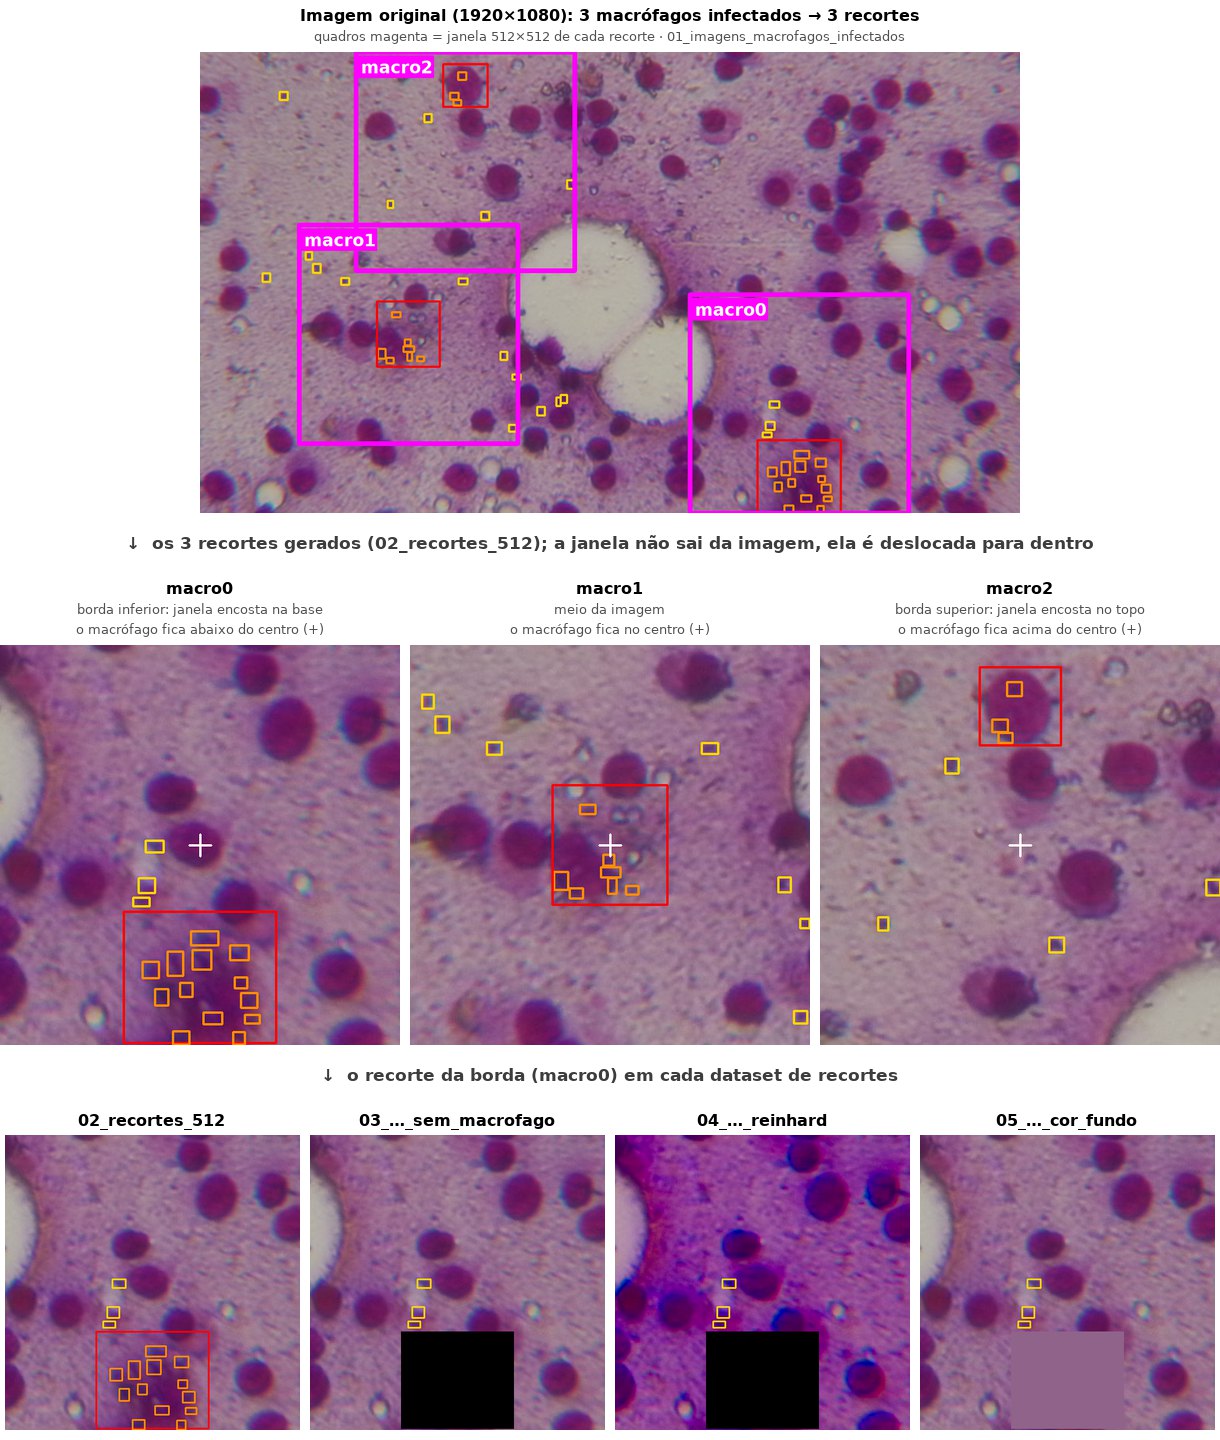 Imagem original (1920×1080): 3 macrófagos infectados → 3 recortes
quadros magenta = janela 512×512 de cada recorte · 01_imagens_macrofagos_infectados
macro2
macro1
macro0
↓ os 3 recortes gerados (02_recortes_512); a janela não sai da imagem, ela é deslocada para dentro
macro0
borda inferior: janela encosta na base
o macrófago fica abaixo do centro (+)
macro1
meio da imagem
o macrófago fica no centro (+)
macro2
borda superior: janela encosta no topo
o macrófago fica acima do centro (+)
↓ o recorte da borda (macro0) em cada dataset de recortes
02_recortes_512
03_…_sem_macrofago
04_…_reinhard
05_…_cor_fundo